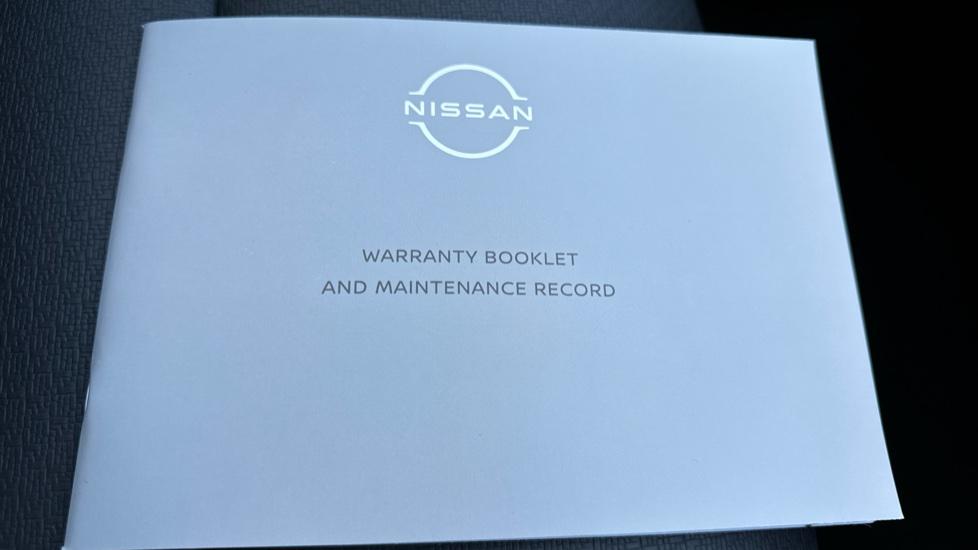 NISSAN
WARRANTY BOOKLET
AND MAINTENANCE RECORD